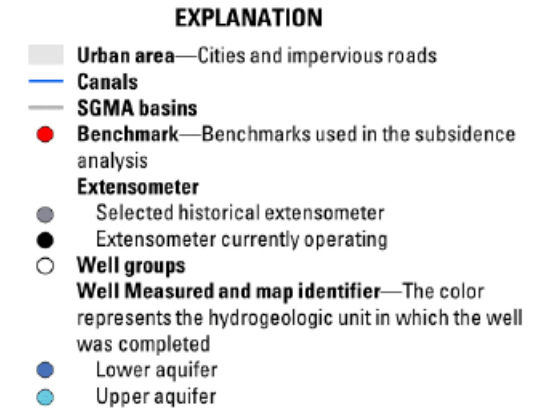 EXPLANATION
Urban area—Cities and impervious roads
Canals
SGMA basins
Benchmark—Benchmarks used in the subsidence
analysis
Extensometer
Selected historical extensometer
Extensometer currently operating
Well groups
Well Measured and map identifier—The color
represents the hydrogeologic unit in which the well
was completed
Lower aquifer
Upper aquifer